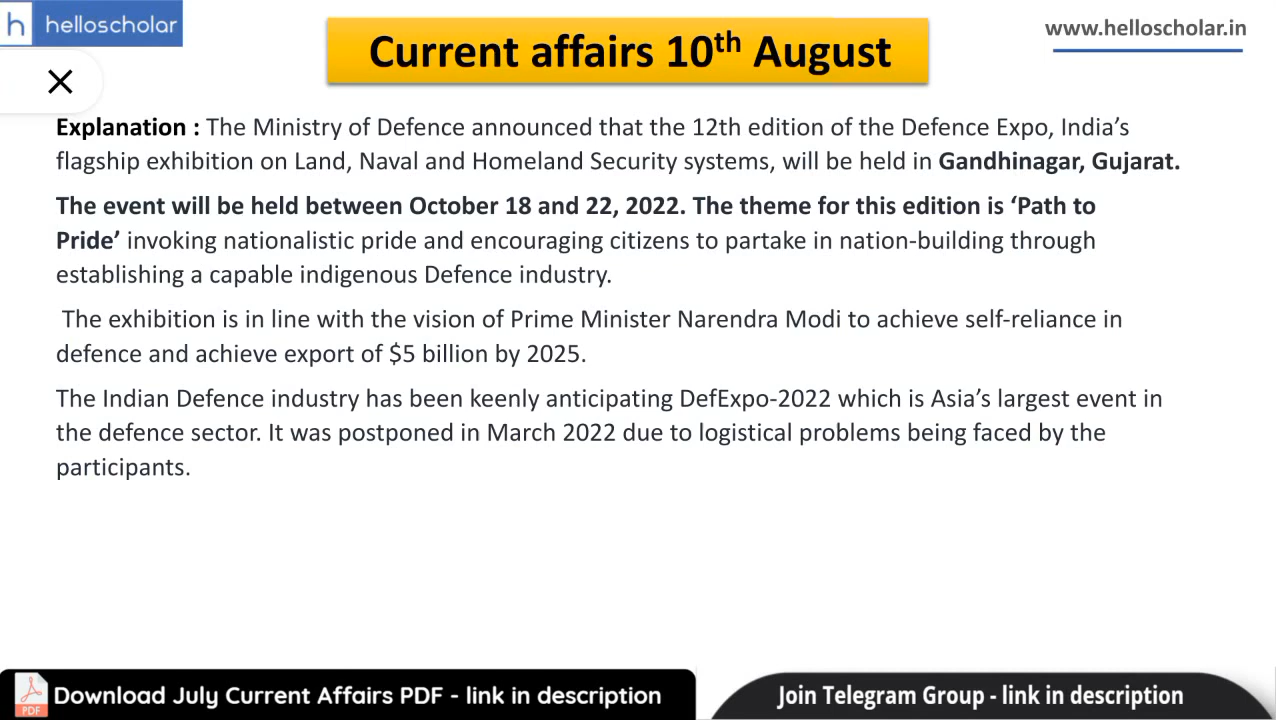 h helloscholar
www.helloscholar.in
Current affairs 10th August
Explanation : The Ministry of Defence announced that the 12th edition of the Defence Expo, India’s
flagship exhibition on Land, Naval and Homeland Security systems, will be held in Gandhinagar, Gujarat.
The event will be held between October 18 and 22, 2022. The theme for this edition is ‘Path to
Pride’ invoking nationalistic pride and encouraging citizens to partake in nation-building through
establishing a capable indigenous Defence industry.
The exhibition is in line with the vision of Prime Minister Narendra Modi to achieve self-reliance in
defence and achieve export of $5 billion by 2025.
The Indian Defence industry has been keenly anticipating DefExpo-2022 which is Asia’s largest event in
the defence sector. It was postponed in March 2022 due to logistical problems being faced by the
participants.
PDF Download July Current Affairs PDF - link in description
Join Telegram Group - link in description